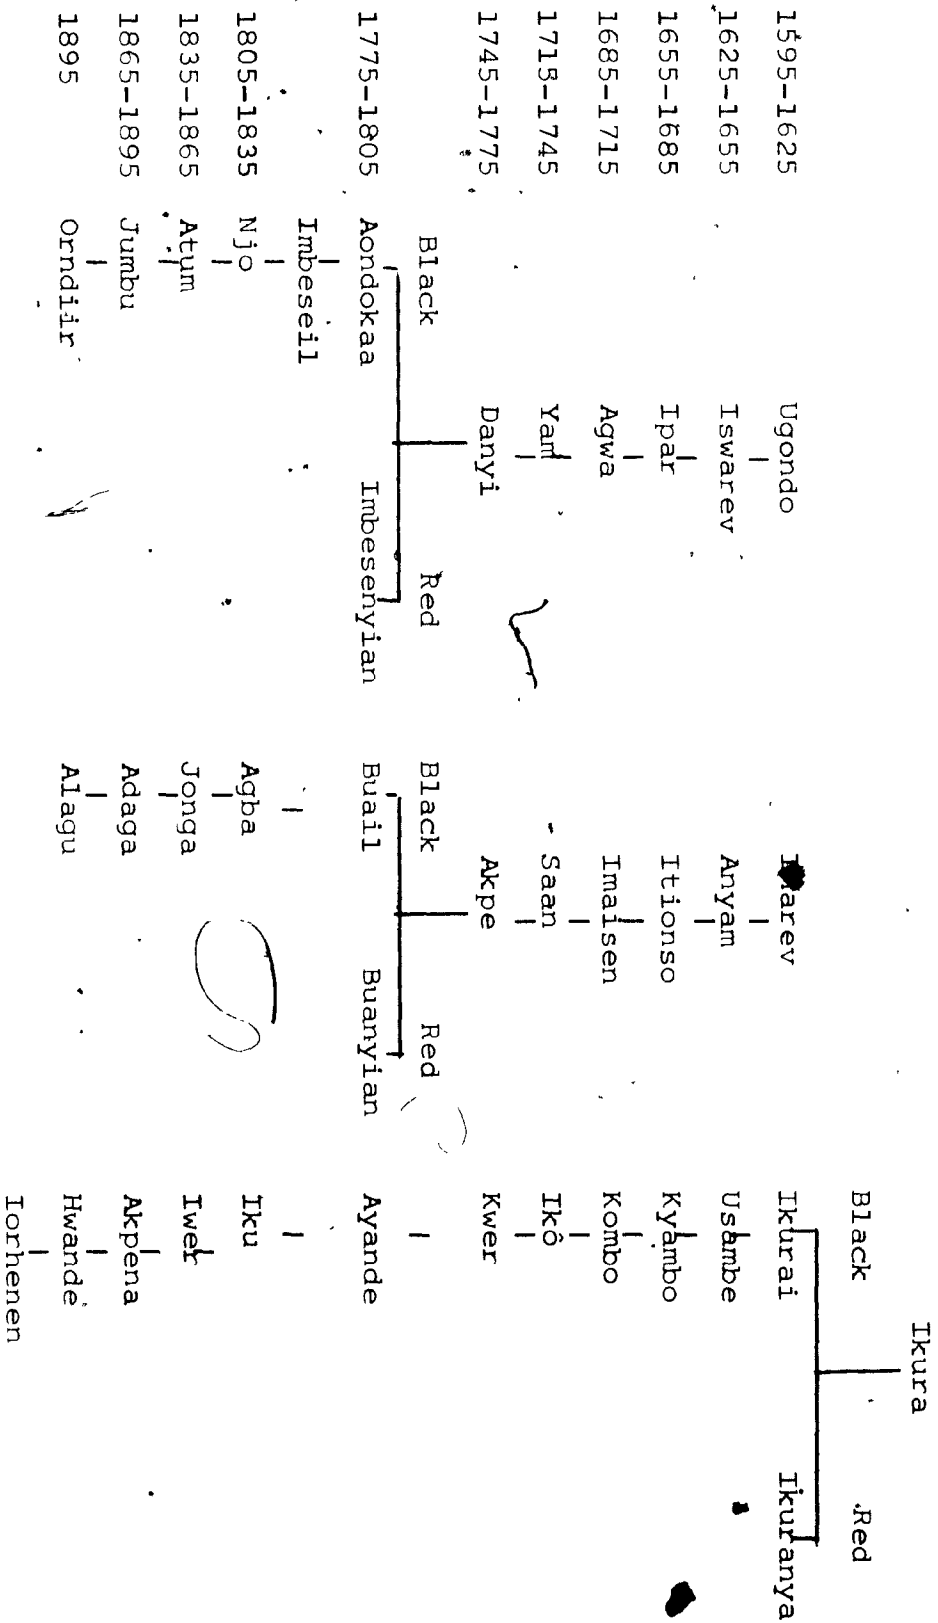 Ikura
Black Red
1595-1625 Ugondo Ikurai Ikuranya
1625-1655 Iswarev Anyam Usambe
1655-1685 Ipar Itionso Kyambo
1685-1715 Agwa Imaisen Kombo
1715-1745 Yam Saan Ikô
1745-1775 Danyi Akpe Kwer
Black Red Black Red
1775-1805 Aondokaa Imbesenyian Buail Buanyian Ayande
Imbeseil
1805-1835 Njo Agba Iku
1835-1865 Atum Jonga Iwer
1865-1895 Jumbu Adaga Akpena
1895 Orndiir Alagu Hwande
Iorhenen